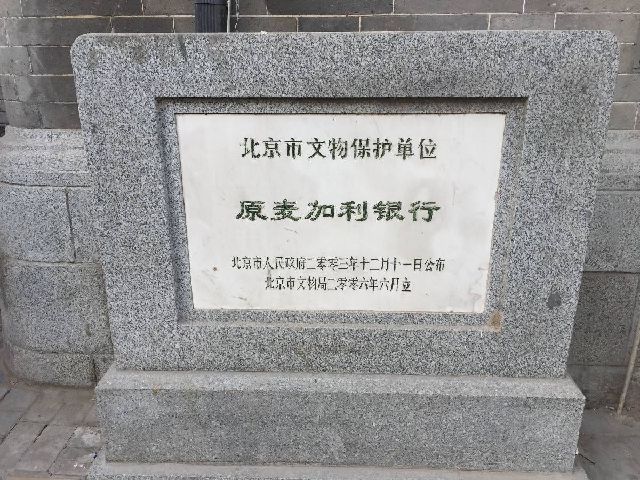 北京市文物保护单位
原麦加利银行
北京市人民政府二零零三年十二月十一日公布
北京市文物局二零零六年六月立